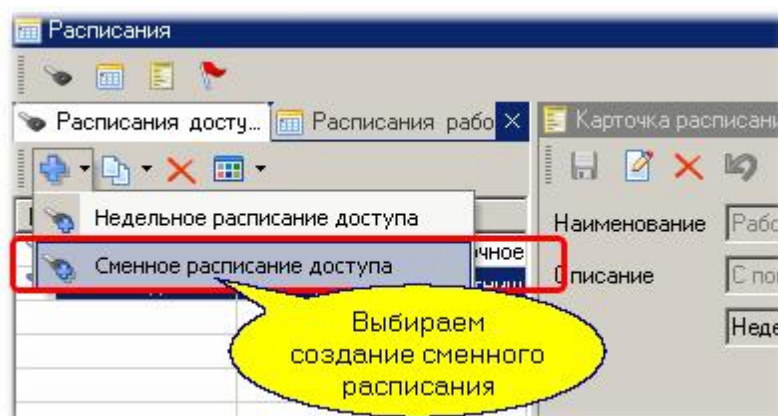 Расписания
Расписания досту... Расписания рабо
Карточка расписани
Недельное расписание доступа
Сменное расписание доступа
Наименование
Описание
Неде
Выбираем
создание сменного
расписания